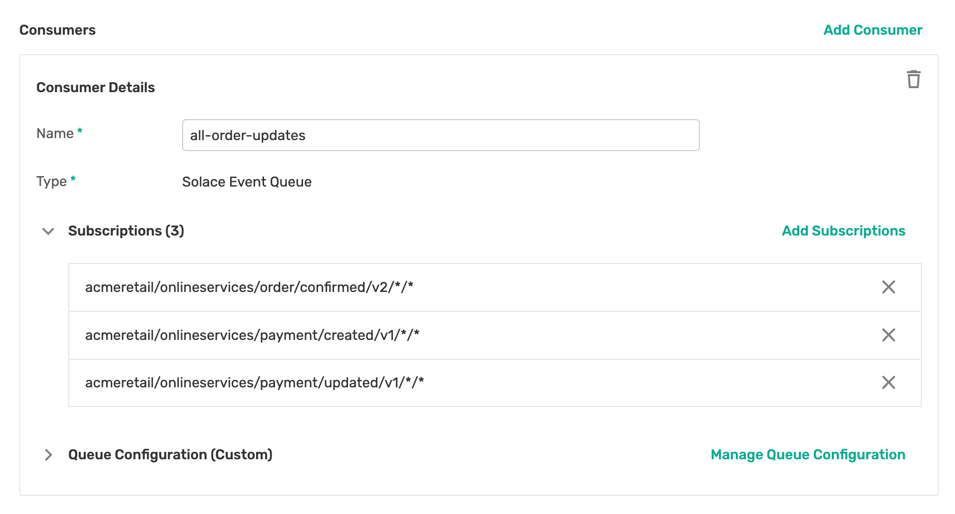 Consumers
Add Consumer
Consumer Details
Name *
all-order-updates
Type *
Solace Event Queue
Subscriptions (3)
Add Subscriptions
acmeretail/onlineservices/order/confirmed/v2/*/*
acmeretail/onlineservices/payment/created/v1/*/*
acmeretail/onlineservices/payment/updated/v1/*/*
Queue Configuration (Custom)
Manage Queue Configuration